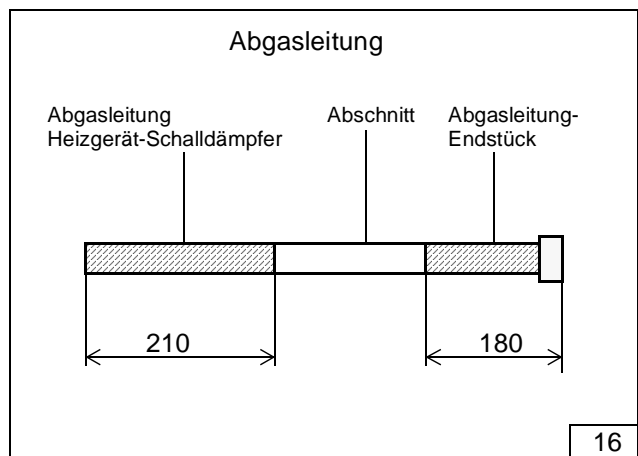 Abgasleitung
Abgasleitung
Heizgerät-Schalldämpfer
Abschnitt
Abgasleitung-
Endstück
210
180
16